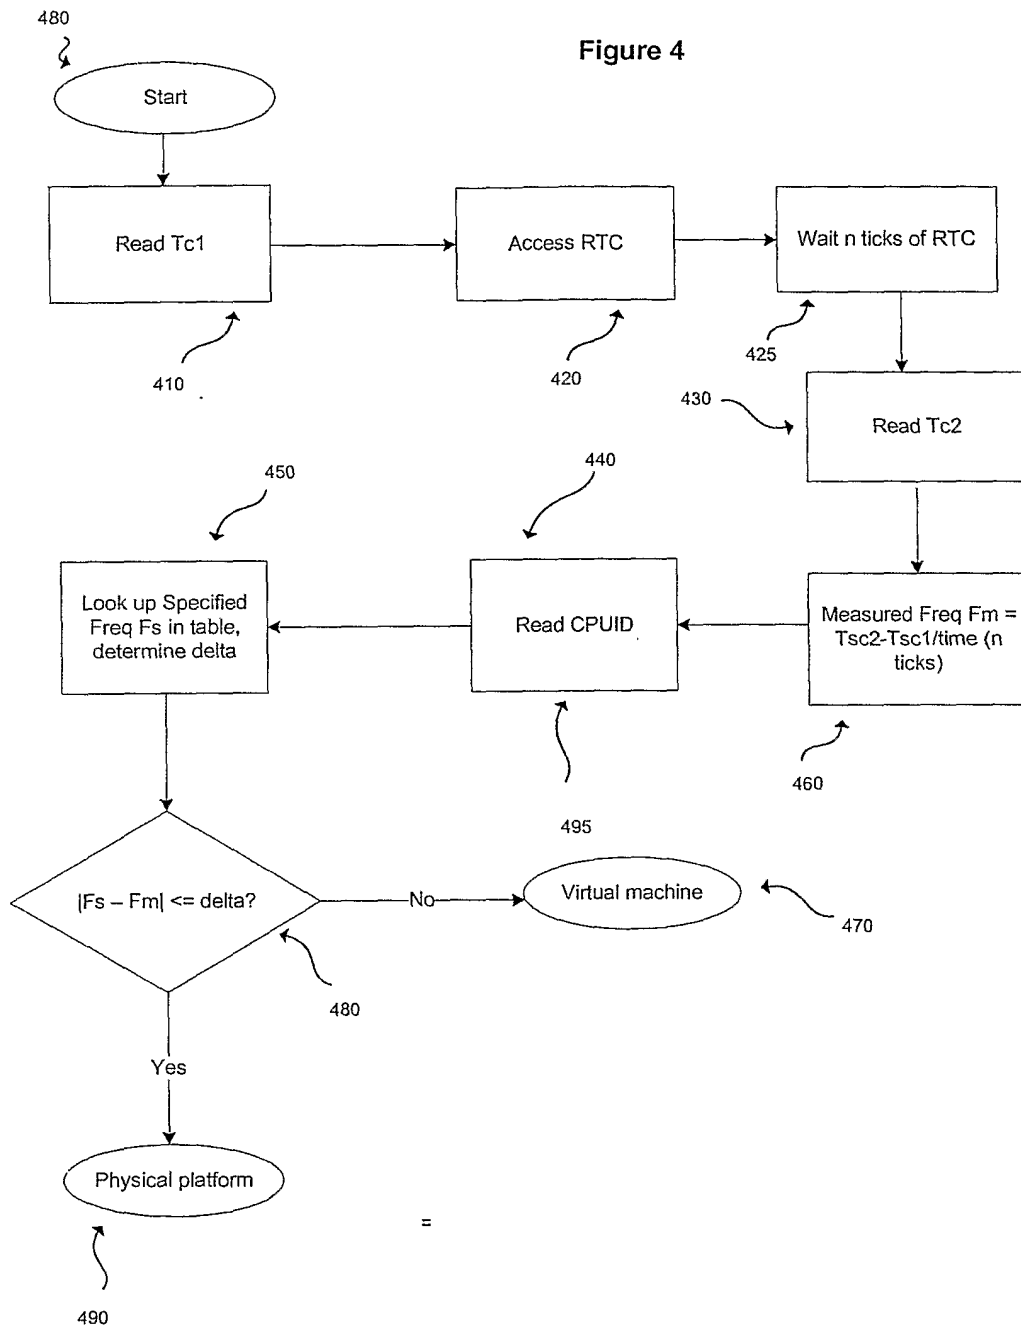 480
Figure 4
Start
Read Tc1
Access RTC
Wait n ticks of RTC
410
420
425
430
Read Tc2
450
440
Look up Specified
Freq Fs in table,
determine delta
Read CPUID
Measured Freq Fm =
Tsc2-Tsc1/time (n
ticks)
495
460
|Fs – Fm| <= delta?
No
Virtual machine
470
480
Yes
Physical platform
=
490